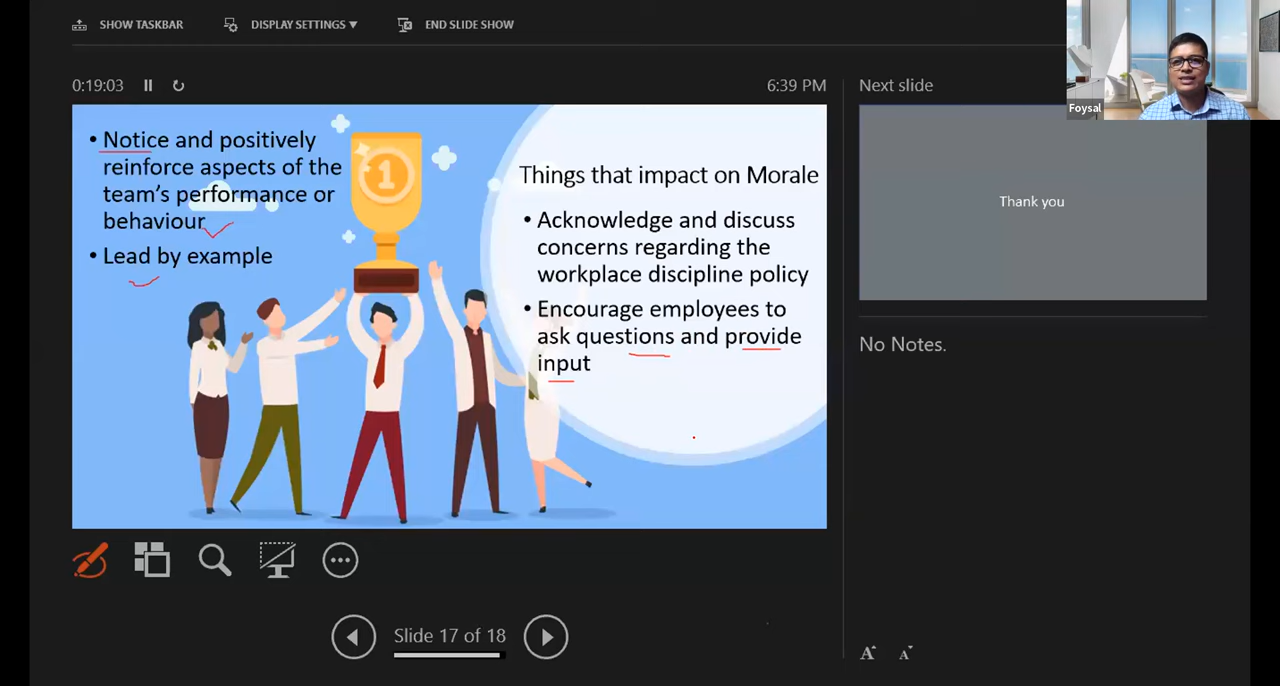 SHOW TASKBAR
DISPLAY SETTINGS ▼
END SLIDE SHOW
Foysal
0:19:03
6:39 PM
Next slide
• Notice and positively
reinforce aspects of the
team's performance or
behaviour
• Lead by example
1
Things that impact on Morale
• Acknowledge and discuss
concerns regarding the
workplace discipline policy
• Encourage employees to
ask questions and provide
input
Thank you
No Notes.
Slide 17 of 18
A A